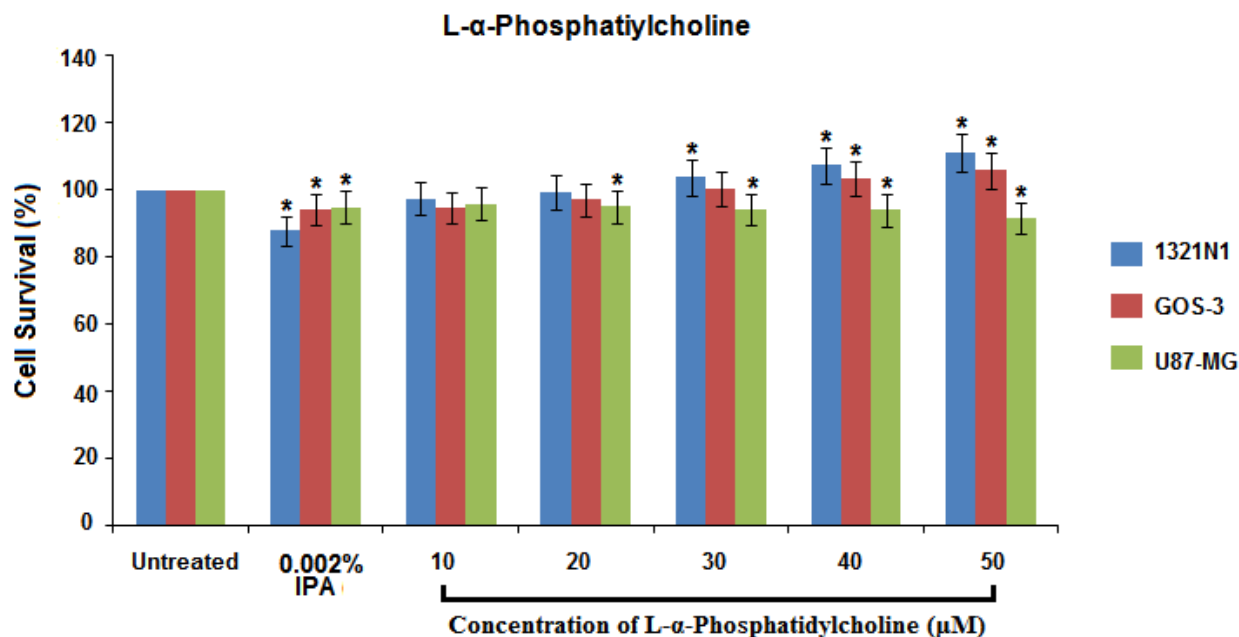 L-α-Phosphatiylcholine
140
120
100
80
60
40
20
0
Cell Survival (%)
* * * * * * * * * * *
Untreated 0.002% IPA 10 20 30 40 50
Concentration of L-α-Phosphatidylcholine (µM)
1321N1
GOS-3
U87-MG